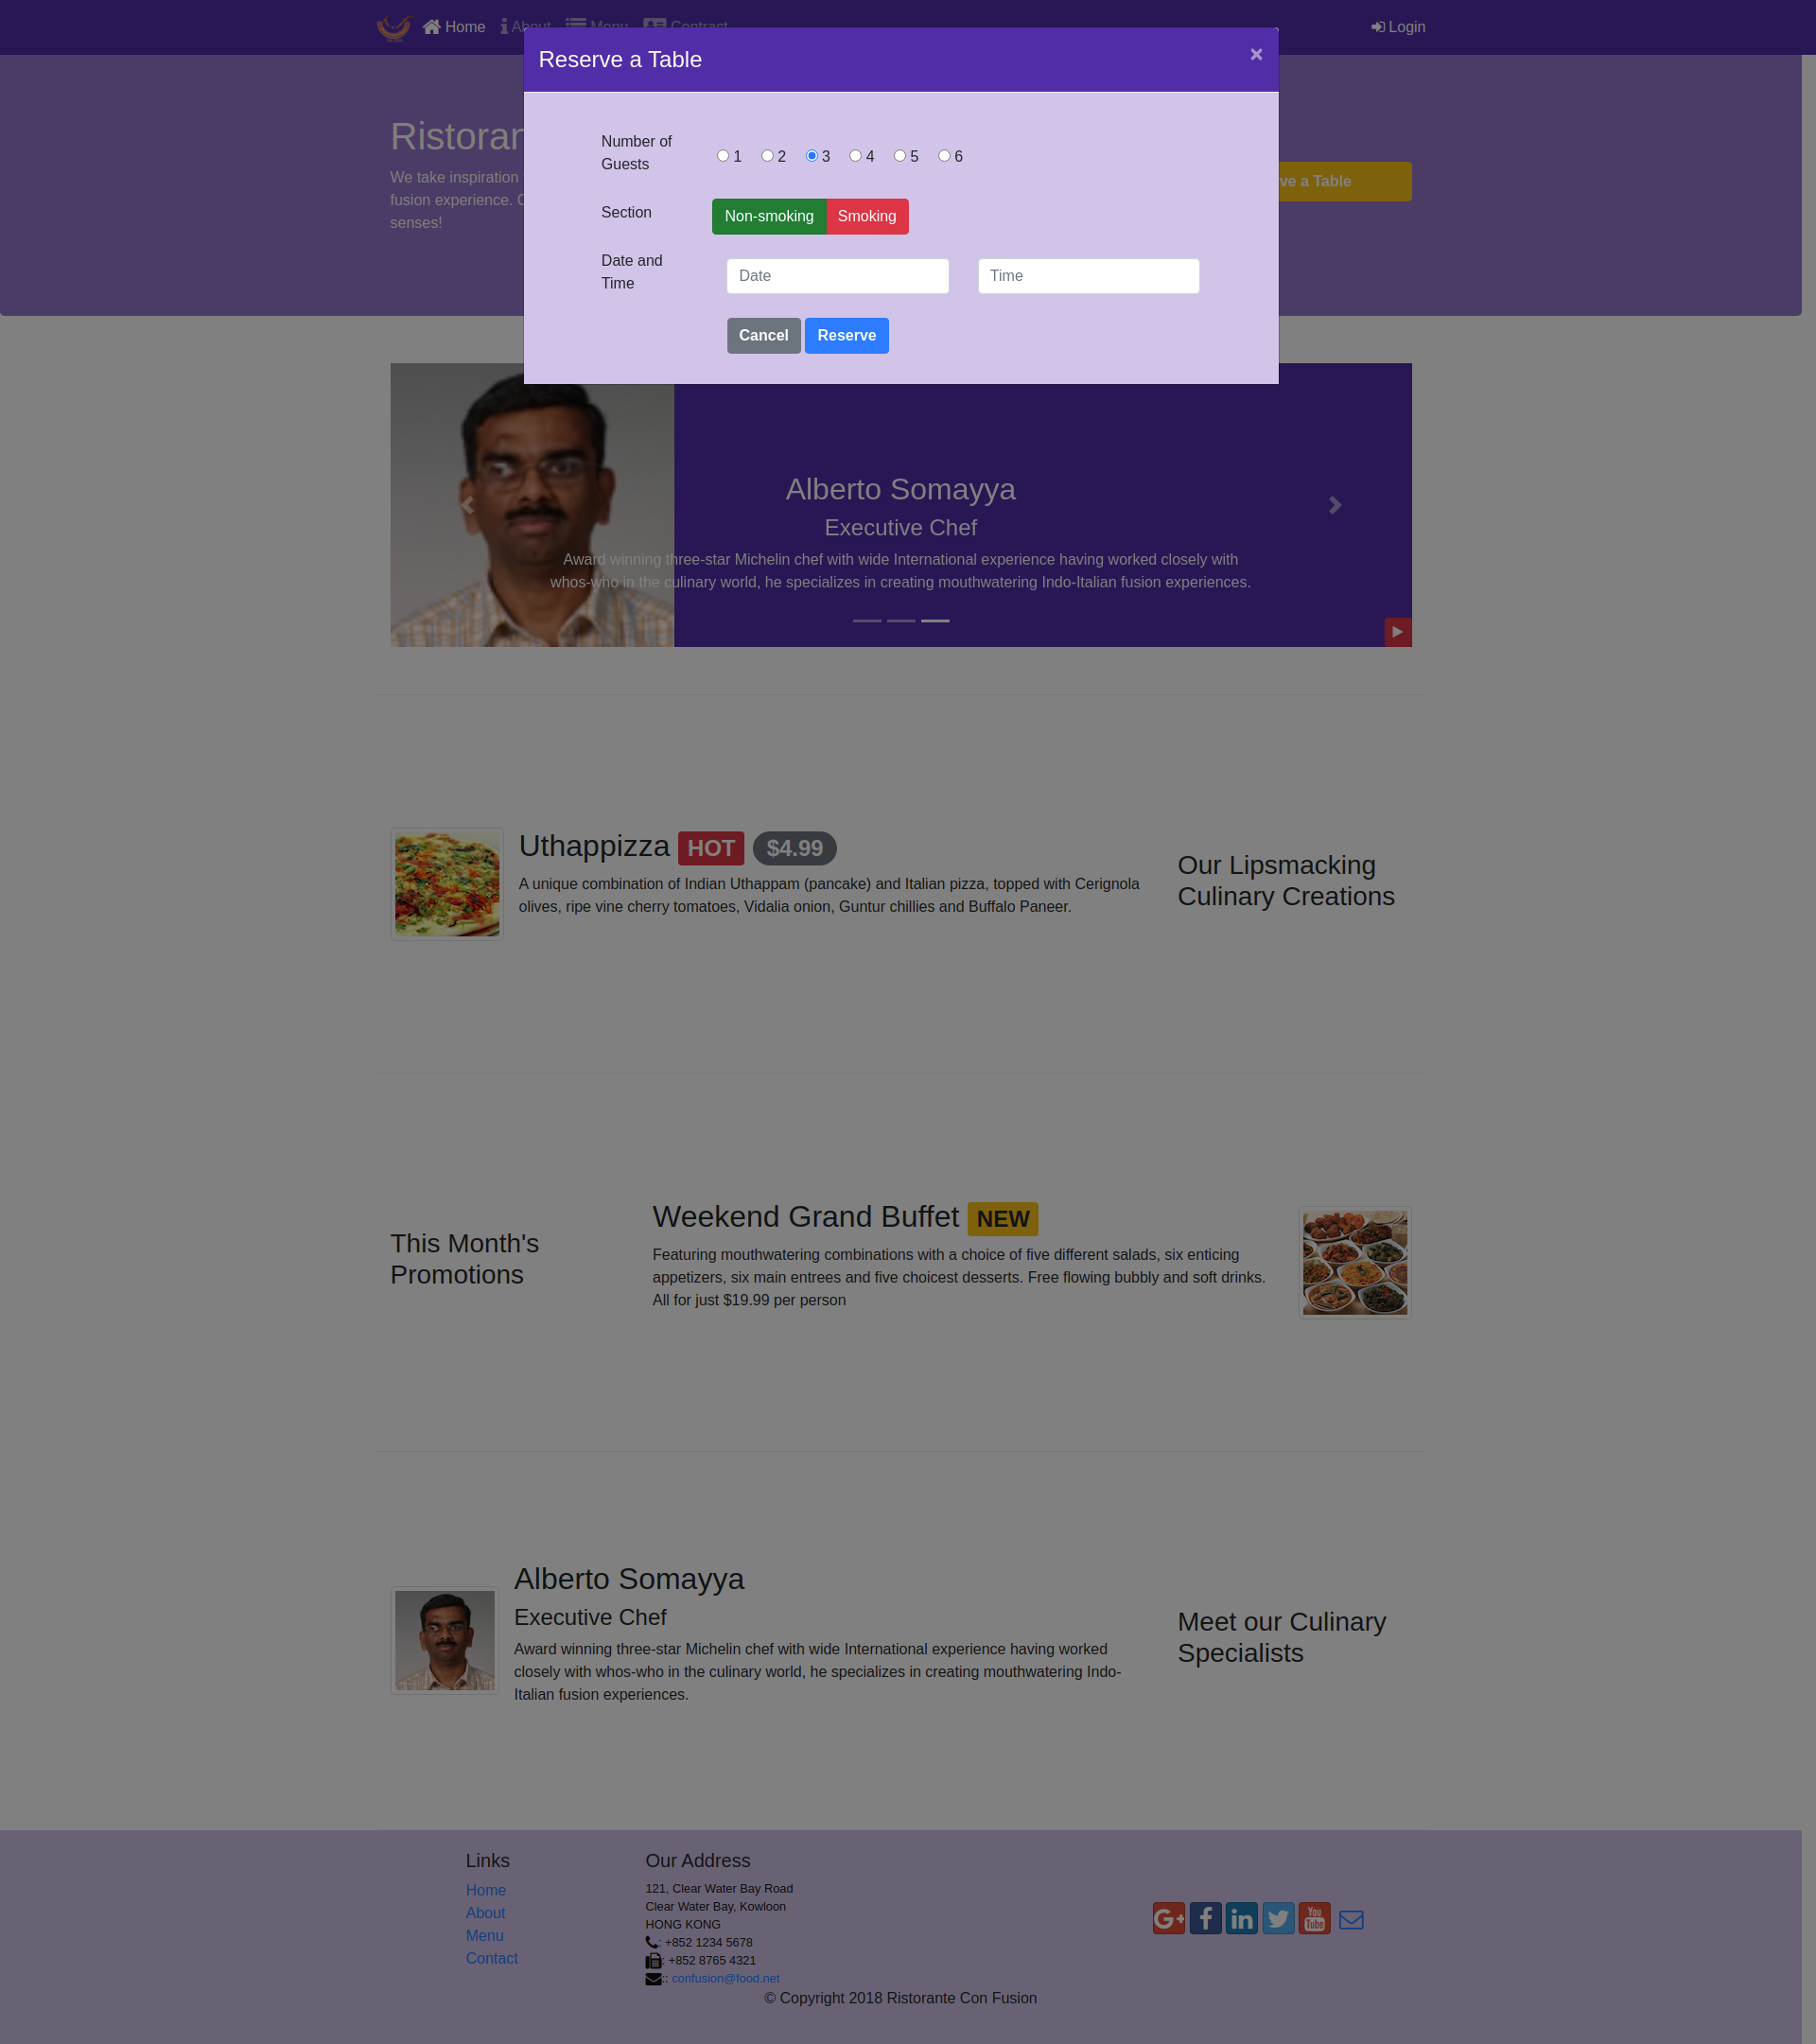 Home About Menu Contract Login
Reserve a Table ×
Ristoran
We take inspiration
fusion experience.
senses!
a Table
Number of
Guests
1 2 3 4 5 6
Section
Non-smoking Smoking
Date and
Time
Date Time
Cancel Reserve
Alberto Somayya
Executive Chef
Award winning three-star Michelin chef with wide International experience having worked closely with
whos-who in the culinary world, he specializes in creating mouthwatering Indo-Italian fusion experiences.
Uthappizza HOT $4.99
A unique combination of Indian Uthappam (pancake) and Italian pizza, topped with Cerignola
olives, ripe vine cherry tomatoes, Vidalia onion, Guntur chillies and Buffalo Paneer.
Our Lipsmacking
Culinary Creations
This Month's
Promotions
Weekend Grand Buffet NEW
Featuring mouthwatering combinations with a choice of five different salads, six enticing
appetizers, six main entrees and five choicest desserts. Free flowing bubbly and soft drinks.
All for just $19.99 per person
Alberto Somayya
Executive Chef
Award winning three-star Michelin chef with wide International experience having worked
closely with whos-who in the culinary world, he specializes in creating mouthwatering Indo-
Italian fusion experiences.
Meet our Culinary
Specialists
Links
Home
About
Menu
Contact
Our Address
121, Clear Water Bay Road
Clear Water Bay, Kowloon
HONG KONG
: +852 1234 5678
: +852 8765 4321
:: confusion@food.net
You
Tube
© Copyright 2018 Ristorante Con Fusion